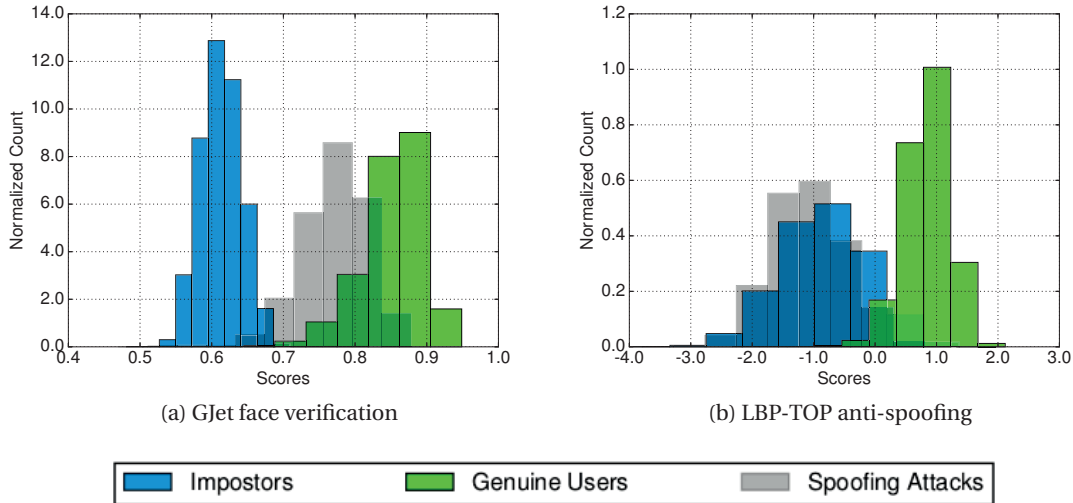 14.0
12.0
10.0
8.0
6.0
4.0
2.0
0.0
Normalized Count
0.4 0.5 0.6 0.7 0.8 0.9 1.0
Scores
(a) GJet face verification
1.2
1.0
0.8
0.6
0.4
0.2
0.0
Normalized Count
-4.0 -3.0 -2.0 -1.0 0.0 1.0 2.0 3.0
Scores
(b) LBP-TOP anti-spoofing
Impostors Genuine Users Spoofing Attacks